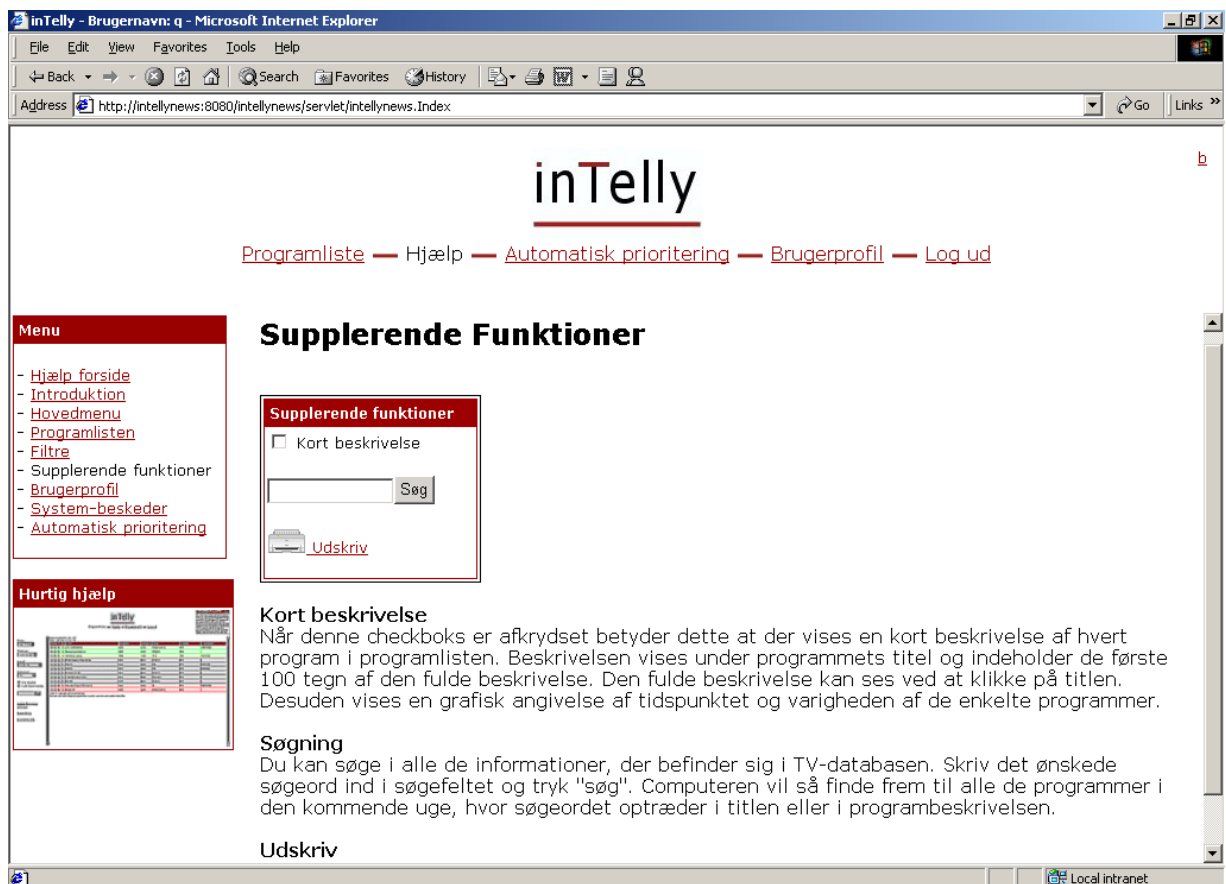 inTelly - Brugernavn: q - Microsoft Internet Explorer
File Edit View Favorites Tools Help
Back Search Favorites History
Address http://intellynews:8080/intellynews/servlet/intellynews.Index Go Links »
b
inTelly
Programliste — Hjælp — Automatisk prioritering — Brugerprofil — Log ud
Menu
- Hjælp forside
- Introduktion
- Hovedmenu
- Programlisten
- Filtre
- Supplerende funktioner
- Brugerprofil
- System-beskeder
- Automatisk prioritering
Hurtig hjælp
inTelly
Supplerende Funktioner
Supplerende funktioner
Kort beskrivelse
Søg
Udskriv
Kort beskrivelse
Når denne checkboks er afkrydset betyder dette at der vises en kort beskrivelse af hvert
program i programlisten. Beskrivelsen vises under programmets titel og indeholder de første
100 tegn af den fulde beskrivelse. Den fulde beskrivelse kan ses ved at klikke på titlen.
Desuden vises en grafisk angivelse af tidspunktet og varigheden af de enkelte programmer.
Søgning
Du kan søge i alle de informationer, der befinder sig i TV-databasen. Skriv det ønskede
søgeord ind i søgefeltet og tryk "søg". Computeren vil så finde frem til alle de programmer i
den kommende uge, hvor søgeordet optræder i titlen eller i programbeskrivelsen.
Udskriv
Local intranet